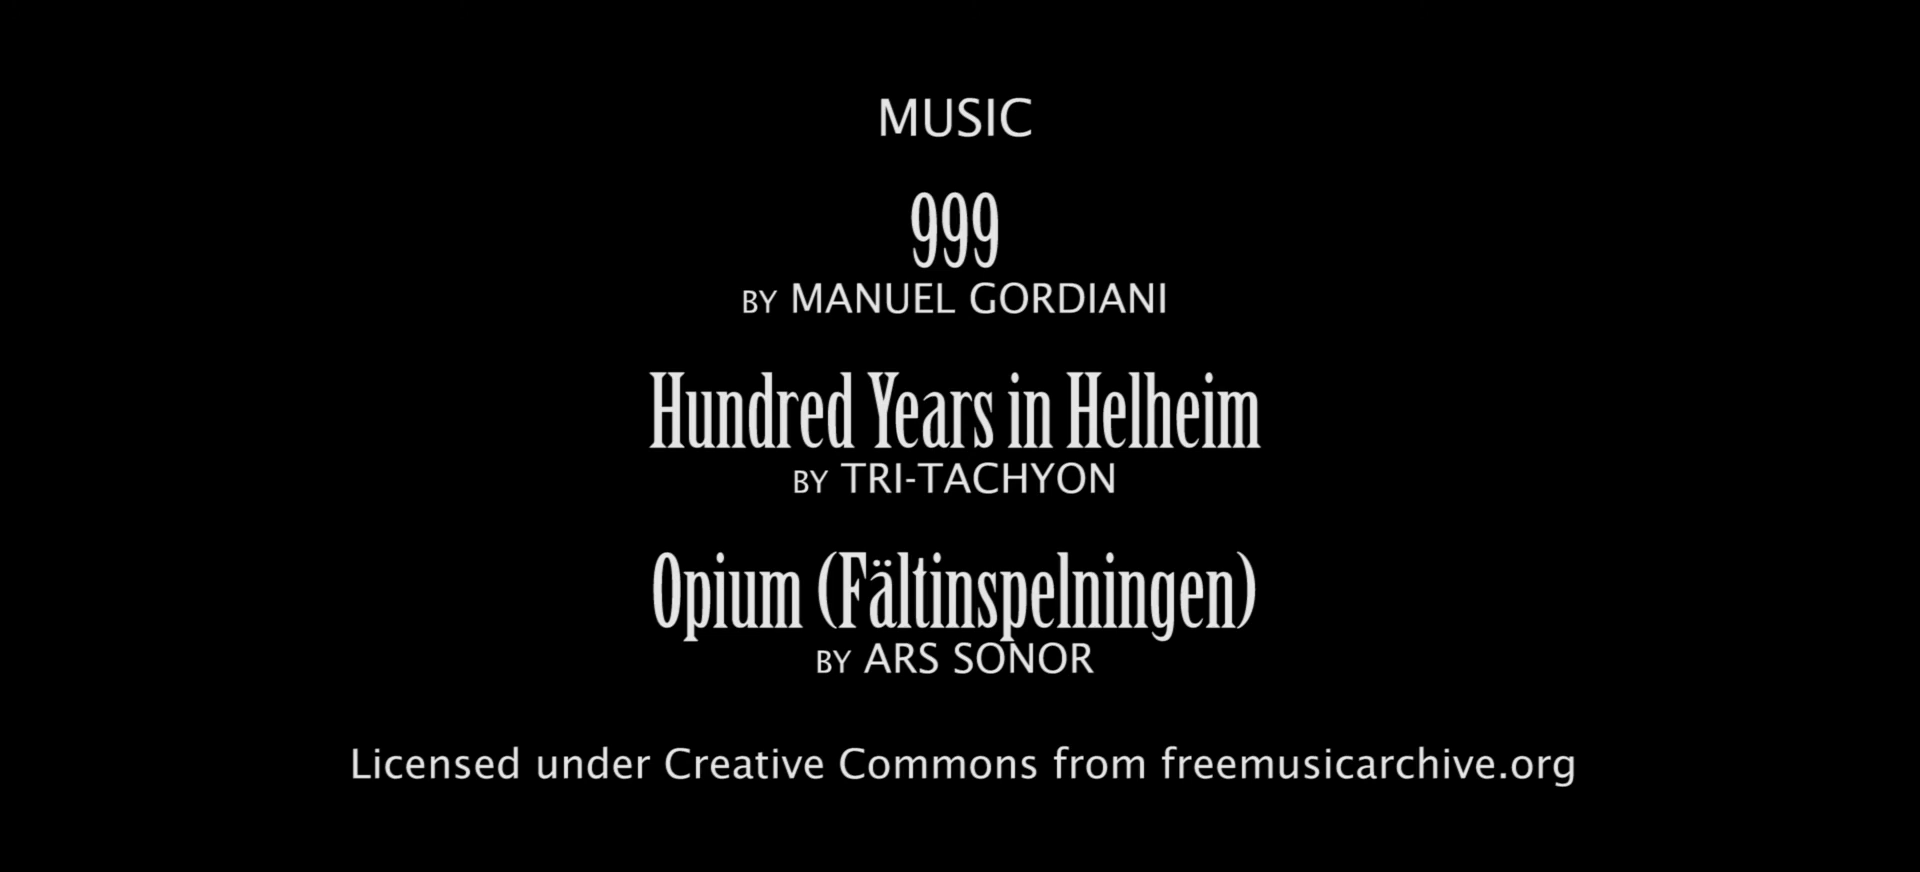 MUSIC
999
BY MANUEL GORDIANI
Hundred Years in Helheim
BY TRI-TACHYON
Opium (Fältinspelningen)
BY ARS SONOR
Licensed under Creative Commons from freemusicarchive.org